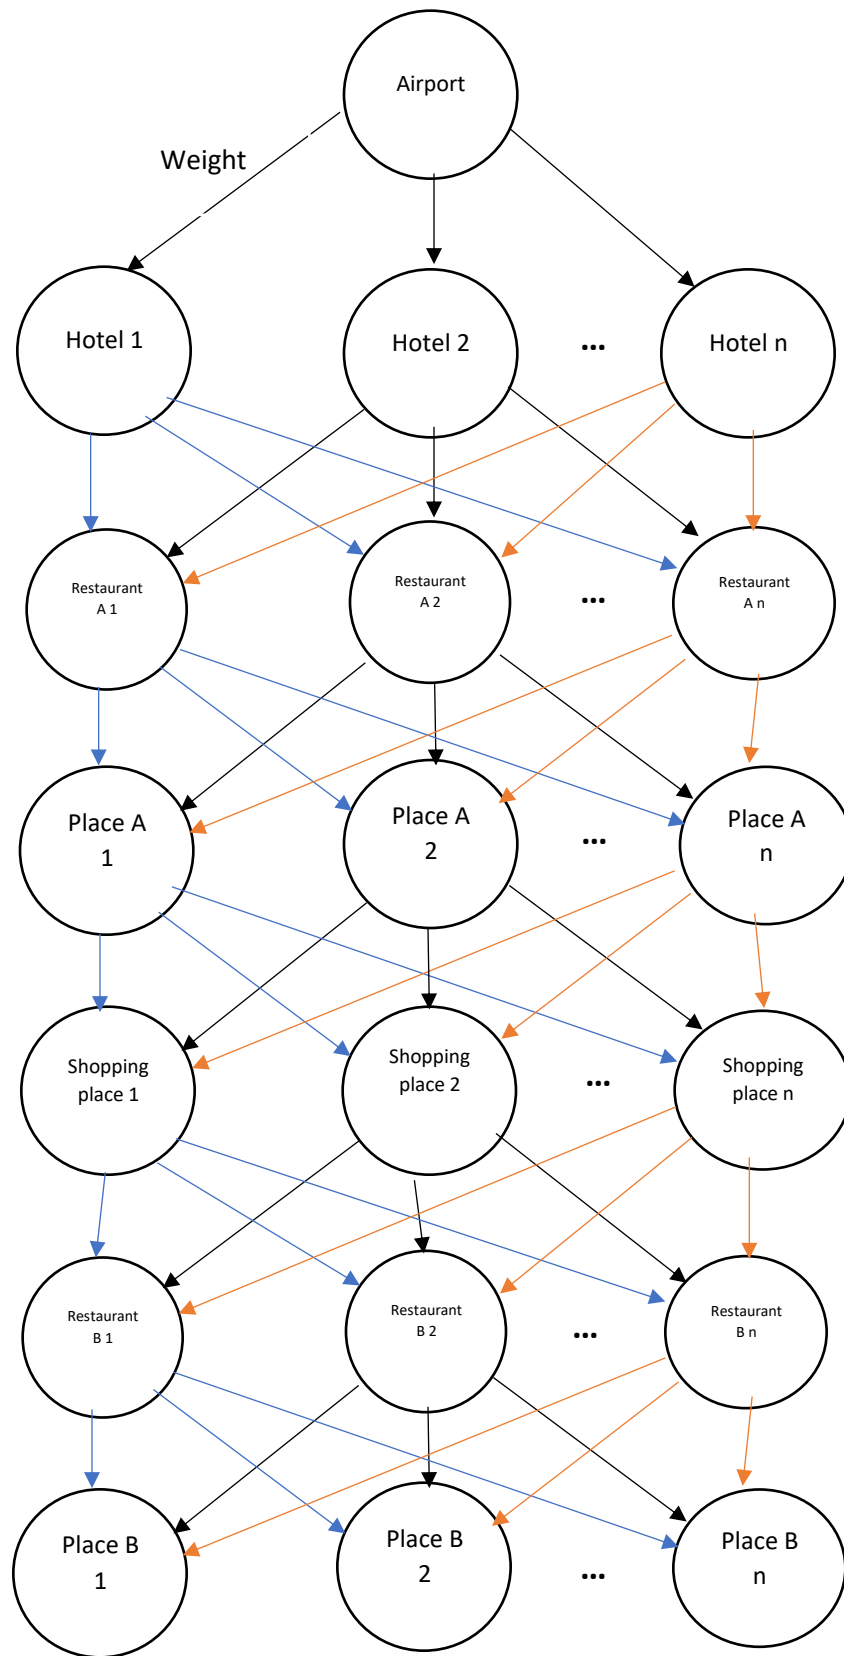 Airport
Weight
Hotel 1
Hotel 2
...
Hotel n
Restaurant
A 1
Restaurant
A 2
...
Restaurant
A n
Place A
1
Place A
2
...
Place A
n
Shopping
place 1
Shopping
place 2
...
Shopping
place n
Restaurant
B 1
Restaurant
B 2
...
Restaurant
B n
Place B
1
Place B
2
...
Place B
n